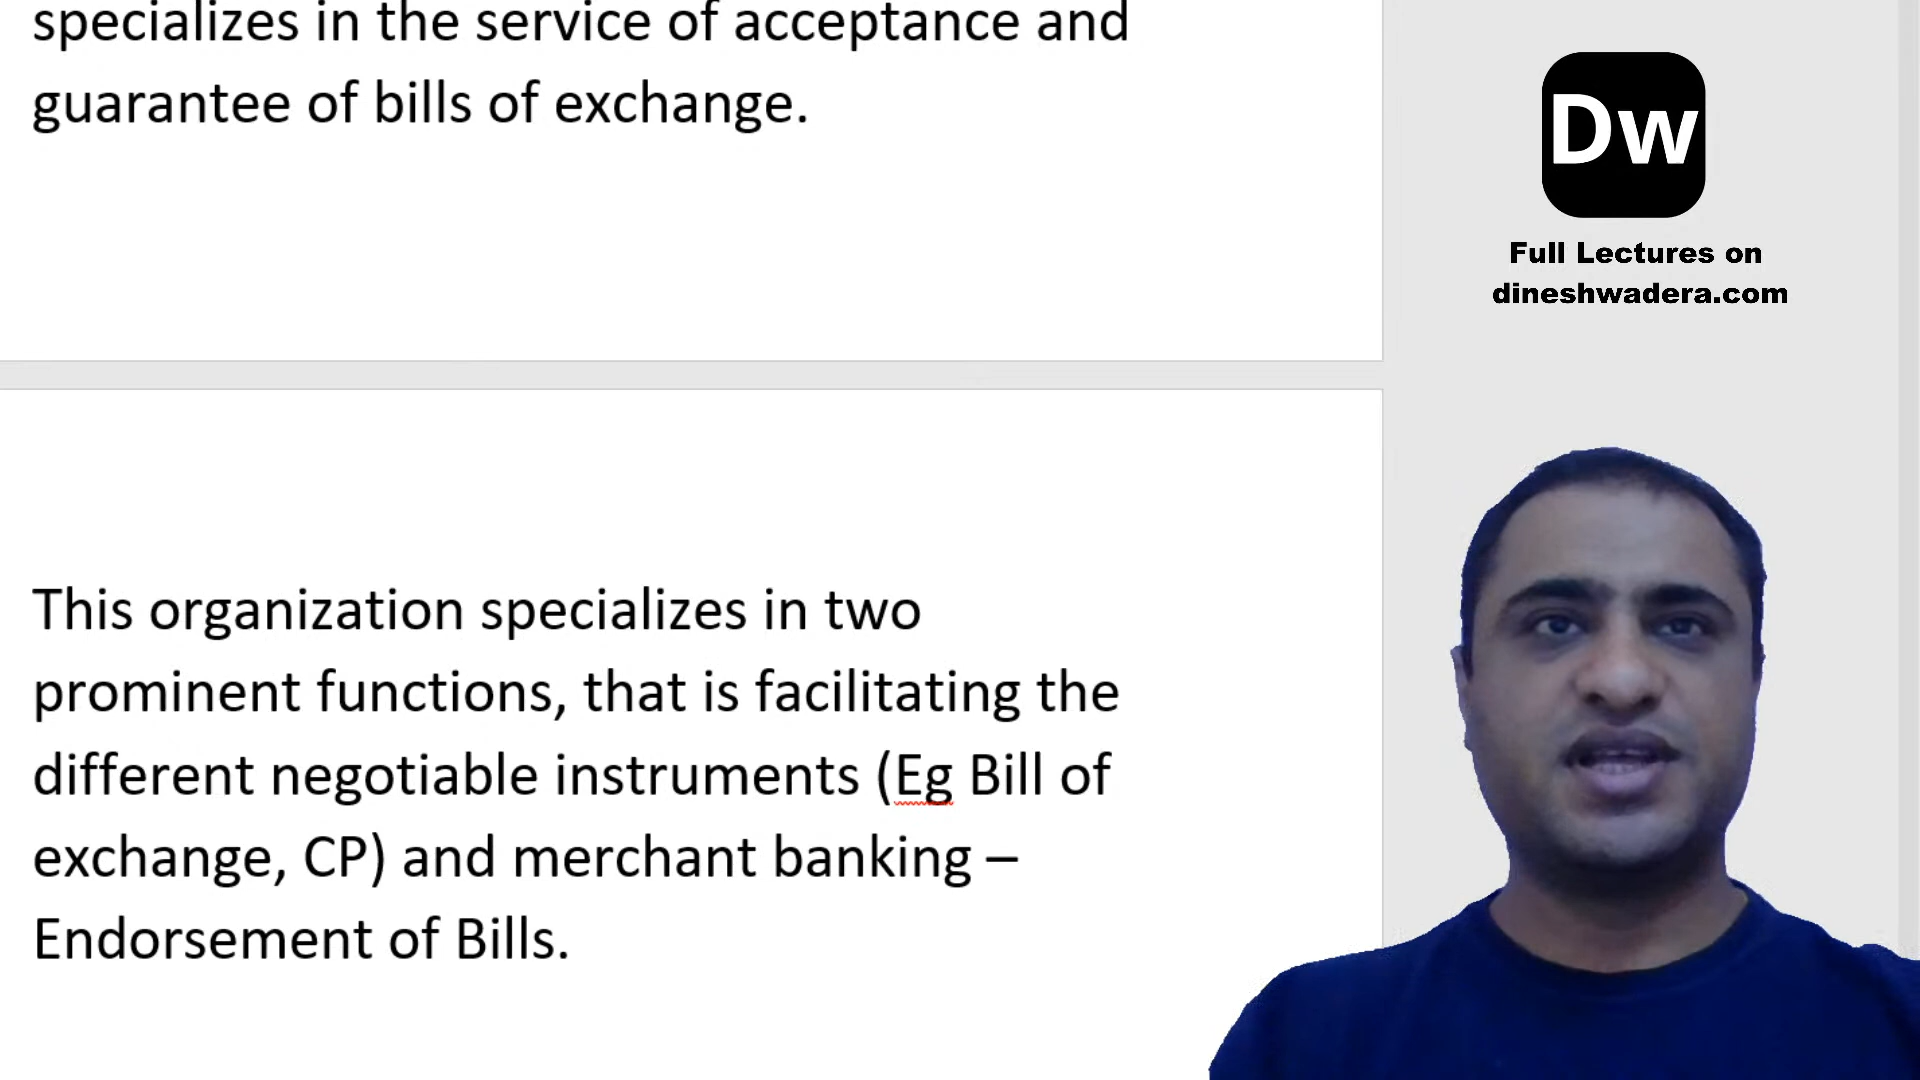 specializes in the service of acceptance and
guarantee of bills of exchange.
Dw
Full Lectures on
dineshwadera.com
This organization specializes in two
prominent functions, that is facilitating the
different negotiable instruments (Eg Bill of
exchange, CP) and merchant banking –
Endorsement of Bills.